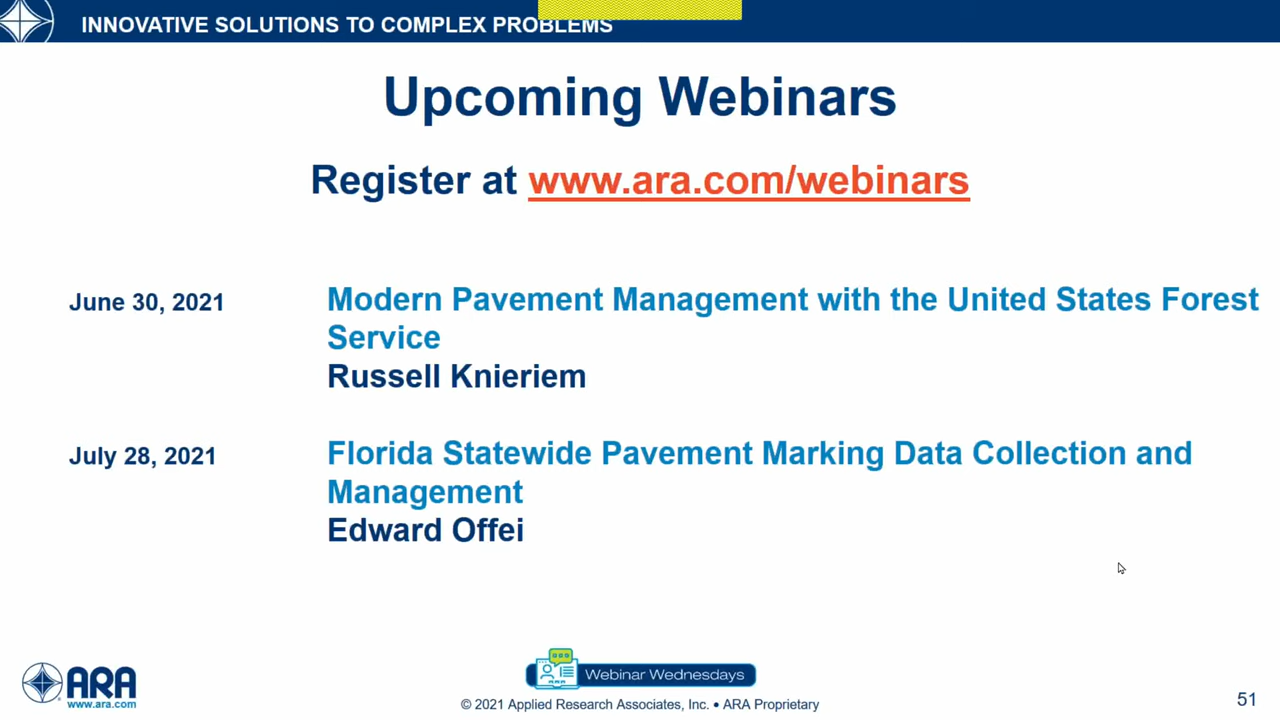 INNOVATIVE SOLUTIONS TO COMPLEX PROBLEMS
Upcoming Webinars
Register at www.ara.com/webinars
June 30, 2021
Modern Pavement Management with the United States Forest
Service
Russell Knieriem
July 28, 2021
Florida Statewide Pavement Marking Data Collection and
Management
Edward Offei
ARA
www.ara.com
Webinar Wednesdays
© 2021 Applied Research Associates, Inc. • ARA Proprietary
51